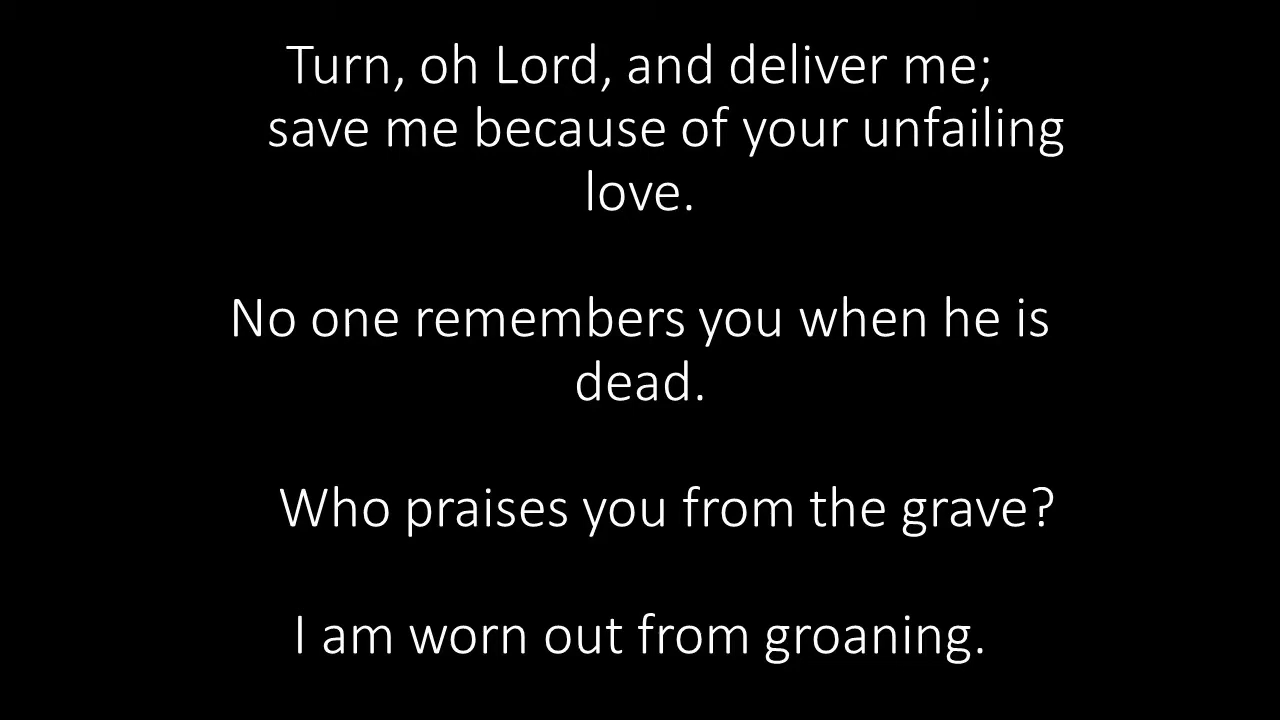 Turn, oh Lord, and deliver me;
save me because of your unfailing
love.
No one remembers you when he is
dead.
Who praises you from the grave?
I am worn out from groaning.